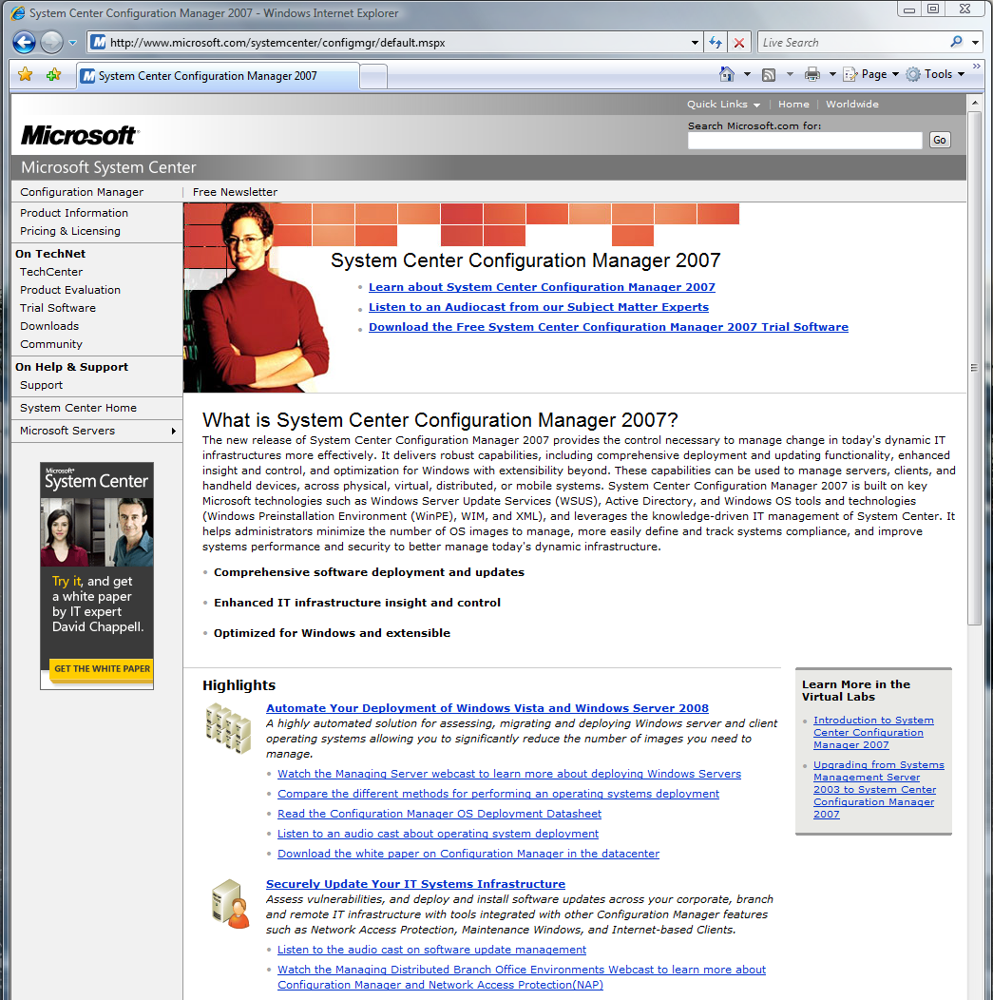 System Center Configuration Manager 2007 - Windows Internet Explorer
http://www.microsoft.com/systemcenter/configmgr/default.mspx
Live Search
System Center Configuration Manager 2007
Page
Tools
Quick Links | Home | Worldwide
Microsoft
Search Microsoft.com for:
Go
Microsoft System Center
Configuration Manager | Free Newsletter
Product Information
Pricing & Licensing
On TechNet
TechCenter
Product Evaluation
Trial Software
Downloads
Community
On Help & Support
Support
System Center Home
Microsoft Servers
Microsoft
System Center
Try it, and get
a white paper
by IT expert
David Chappell.
GET THE WHITE PAPER
System Center Configuration Manager 2007
Learn about System Center Configuration Manager 2007
Listen to an Audiocast from our Subject Matter Experts
Download the Free System Center Configuration Manager 2007 Trial Software
What is System Center Configuration Manager 2007?
The new release of System Center Configuration Manager 2007 provides the control necessary to manage change in today's dynamic IT
infrastructures more effectively. It delivers robust capabilities, including comprehensive deployment and updating functionality, enhanced
insight and control, and optimization for Windows with extensibility beyond. These capabilities can be used to manage servers, clients, and
handheld devices, across physical, virtual, distributed, or mobile systems. System Center Configuration Manager 2007 is built on key
Microsoft technologies such as Windows Server Update Services (WSUS), Active Directory, and Windows OS tools and technologies
(Windows Preinstallation Environment (WinPE), WIM, and XML), and leverages the knowledge-driven IT management of System Center. It
helps administrators minimize the number of OS images to manage, more easily define and track systems compliance, and improve
systems performance and security to better manage today's dynamic infrastructure.
Comprehensive software deployment and updates
Enhanced IT infrastructure insight and control
Optimized for Windows and extensible
Highlights
Automate Your Deployment of Windows Vista and Windows Server 2008
A highly automated solution for assessing, migrating and deploying Windows server and client
operating systems allowing you to significantly reduce the number of images you need to
manage.
Watch the Managing Server webcast to learn more about deploying Windows Servers
Compare the different methods for performing an operating systems deployment
Read the Configuration Manager OS Deployment Datasheet
Listen to an audio cast about operating system deployment
Download the white paper on Configuration Manager in the datacenter
Securely Update Your IT Systems Infrastructure
Assess vulnerabilities, and deploy and install software updates across your corporate, branch
and remote IT infrastructure with tools integrated with other Configuration Manager features
such as Network Access Protection, Maintenance Windows, and Internet-based Clients.
Listen to the audio cast on software update management
Watch the Managing Distributed Branch Office Environments Webcast to learn more about
Configuration Manager and Network Access Protection(NAP)
Learn More in the
Virtual Labs
Introduction to System
Center Configuration
Manager 2007
Upgrading from Systems
Management Server
2003 to System Center
Configuration Manager
2007